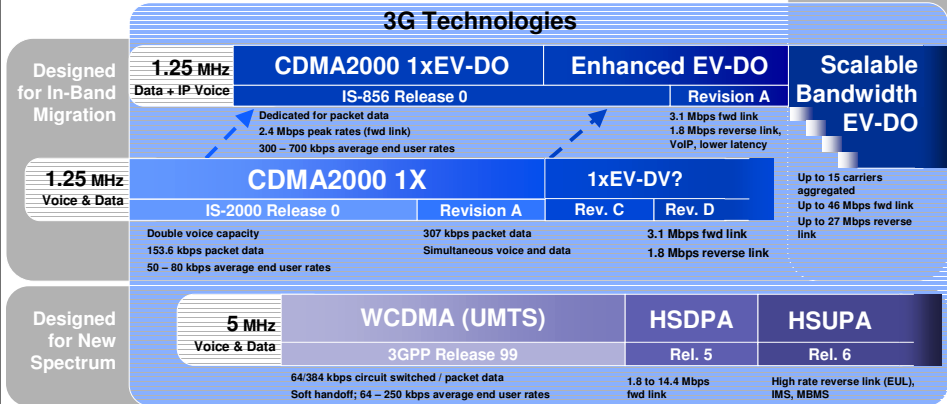 3G Technologies
Designed
for In-Band
Migration
1.25 MHz
Data + IP Voice
CDMA2000 1xEV-DO
Enhanced EV-DO
IS-856 Release 0
Revision A
Scalable
Bandwidth
EV-DO
Dedicated for packet data
2.4 Mbps peak rates (fwd link)
300 – 700 kbps average end user rates
3.1 Mbps fwd link
1.8 Mbps reverse link,
VoIP, lower latency
Up to 15 carriers
aggregated
Up to 46 Mbps fwd link
Up to 27 Mbps reverse
link
1.25 MHz
Voice & Data
CDMA2000 1X
1xEV-DV?
IS-2000 Release 0
Revision A
Rev. C
Rev. D
Double voice capacity
153.6 kbps packet data
50 – 80 kbps average end user rates
307 kbps packet data
Simultaneous voice and data
3.1 Mbps fwd link
1.8 Mbps reverse link
Designed
for New
Spectrum
5 MHz
Voice & Data
WCDMA (UMTS)
HSDPA
HSUPA
3GPP Release 99
Rel. 5
Rel. 6
64/384 kbps circuit switched / packet data
Soft handoff; 64 – 250 kbps average end user rates
1.8 to 14.4 Mbps
fwd link
High rate reverse link (EUL),
IMS, MBMS